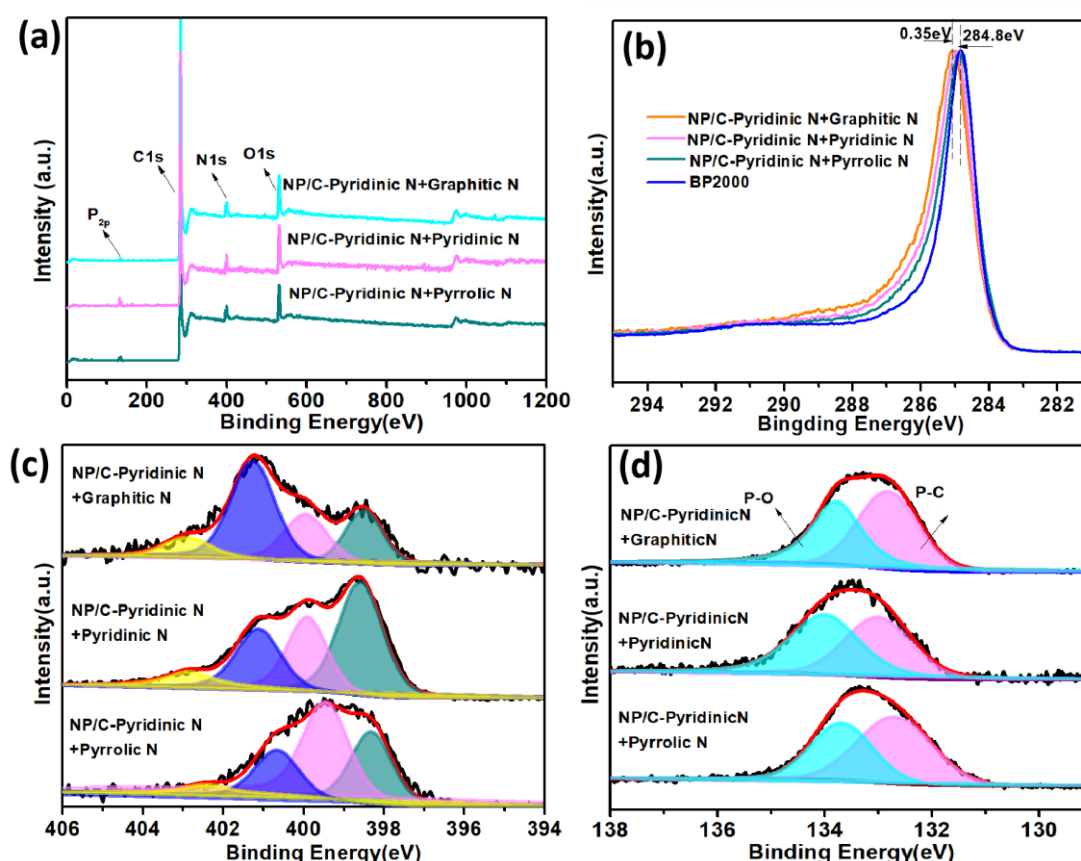 (a)
Intensity (a.u.)
C1s
N1s
O1s
P2p
NP/C-Pyridinic N+Graphitic N
NP/C-Pyridinic N+Pyridinic N
NP/C-Pyridinic N+Pyrrolic N
0 200 400 600 800 1000 1200
Binding Energy(eV)
(b)
Intensity(a.u.)
0.35eV
284.8eV
NP/C-Pyridinic N+Graphitic N
NP/C-Pyridinic N+Pyridinic N
NP/C-Pyridinic N+Pyrrolic N
BP2000
294 292 290 288 286 284 282
Bingding Energy(eV)
(c)
Intensity(a.u.)
NP/C-Pyridinic N
+Graphitic N
NP/C-Pyridinic N
+Pyridinic N
NP/C-Pyridinic N
+Pyrrolic N
406 404 402 400 398 396 394
Binding Energy(eV)
(d)
Intensity(a.u.)
P-O
P-C
NP/C-PyridinicN
+GraphiticN
NP/C-PyridinicN
+PyridinicN
NP/C-PyridinicN
+Pyrrolic N
138 136 134 132 130
Binding Energy(eV)